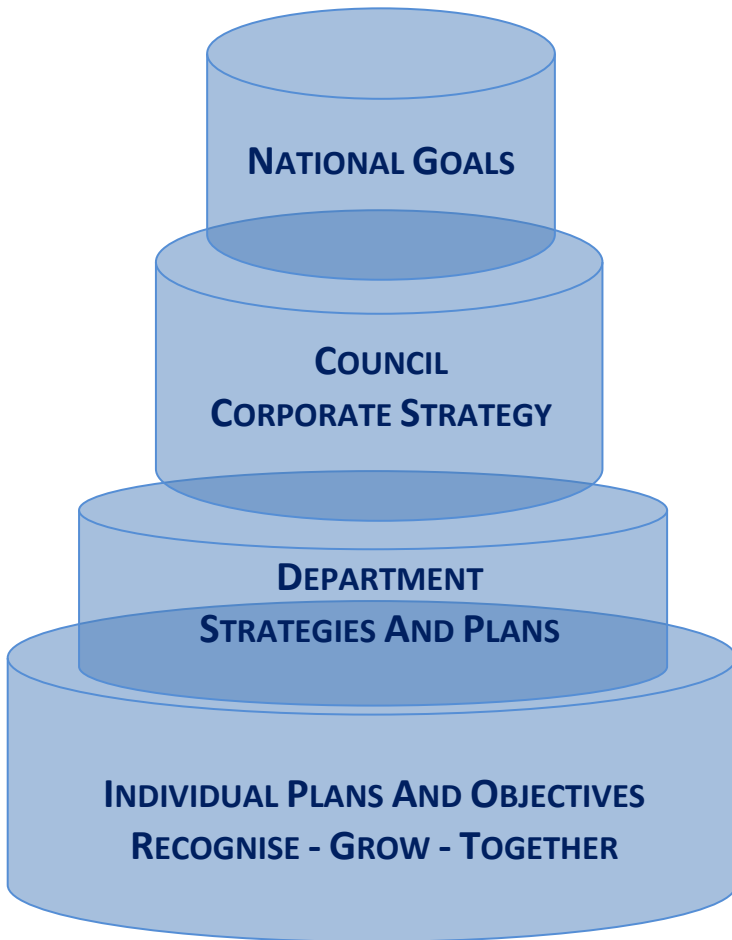 NATIONAL GOALS
COUNCIL
CORPORATE STRATEGY
DEPARTMENT
STRATEGIES AND PLANS
INDIVIDUAL PLANS AND OBJECTIVES
RECOGNISE - GROW - TOGETHER